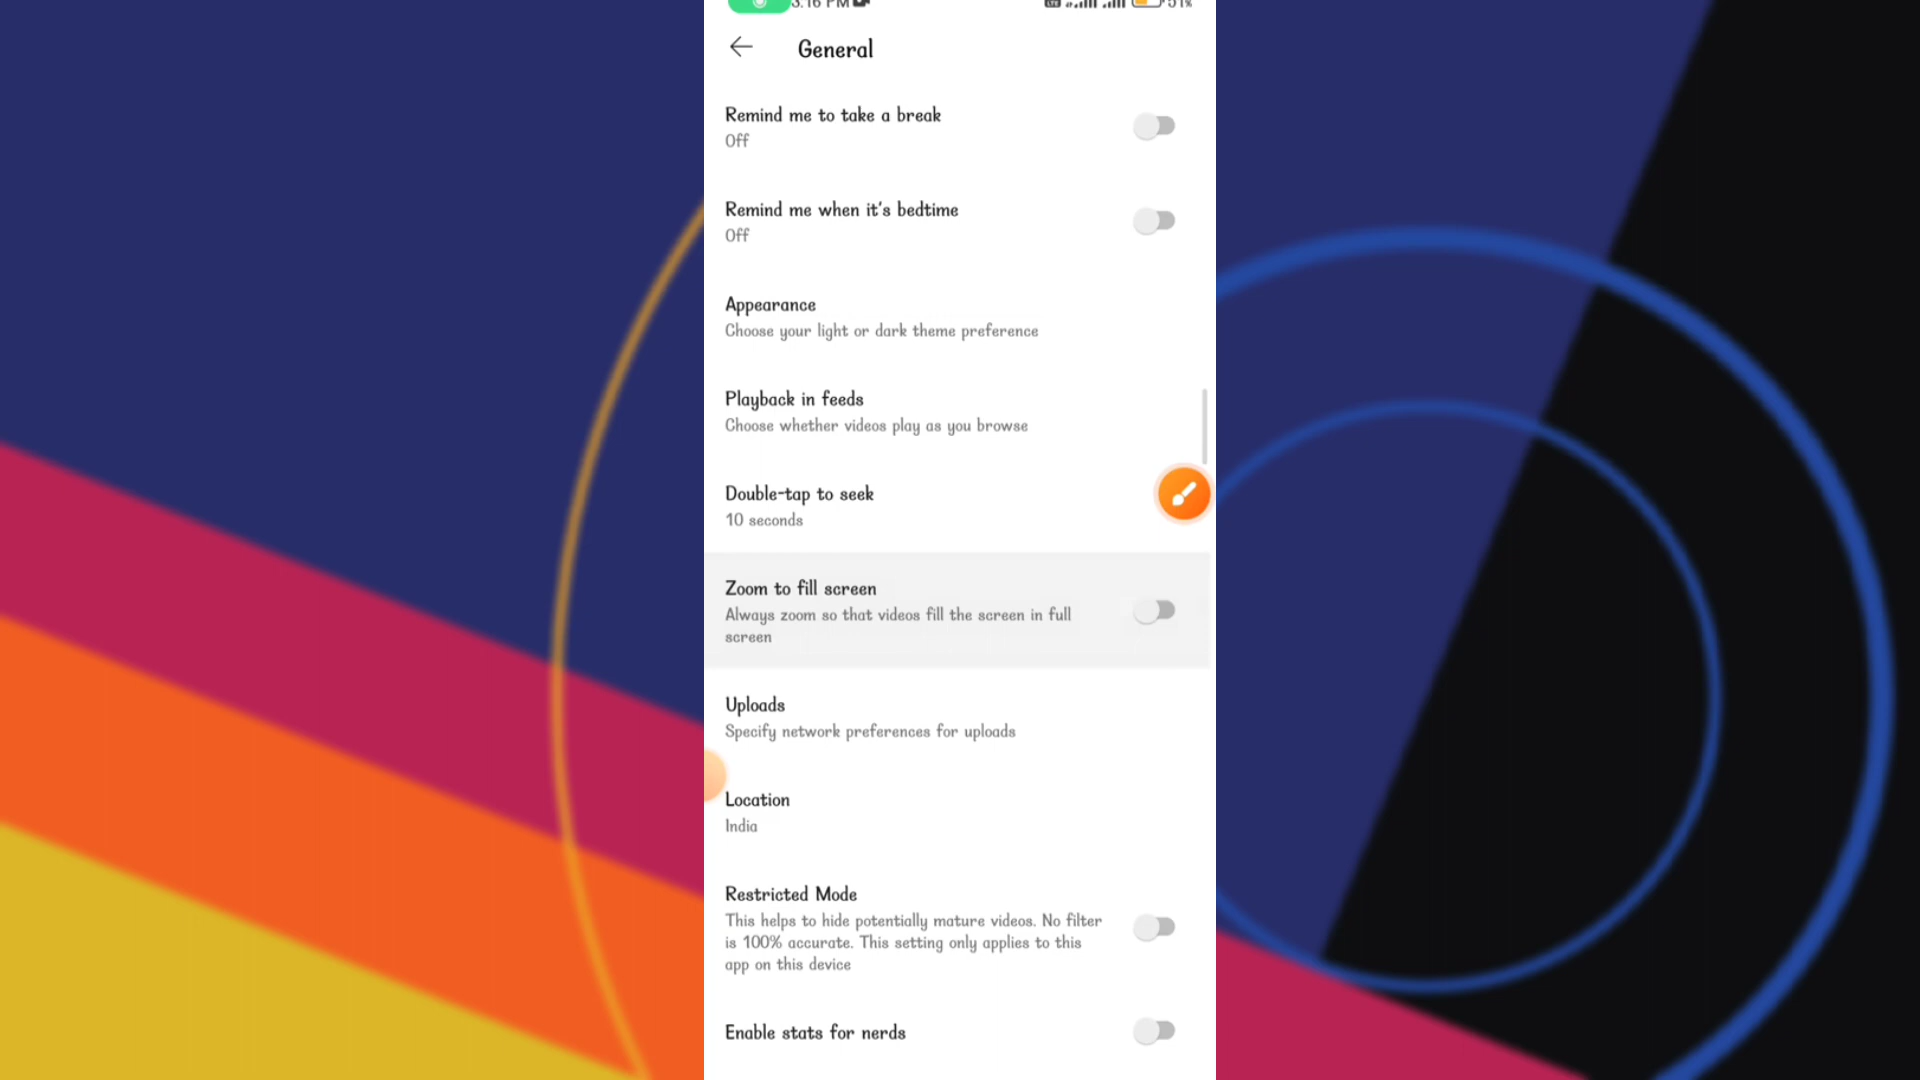 3:16 PM
51%
General
Remind me to take a break
Off
Remind me when it's bedtime
Off
Appearance
Choose your light or dark theme preference
Playback in feeds
Choose whether videos play as you browse
Double-tap to seek
10 seconds
Zoom to fill screen
Always zoom so that videos fill the screen in full
screen
Uploads
Specify network preferences for uploads
Location
India
Restricted Mode
This helps to hide potentially mature videos. No filter
is 100% accurate. This setting only applies to this
app on this device
Enable stats for nerds